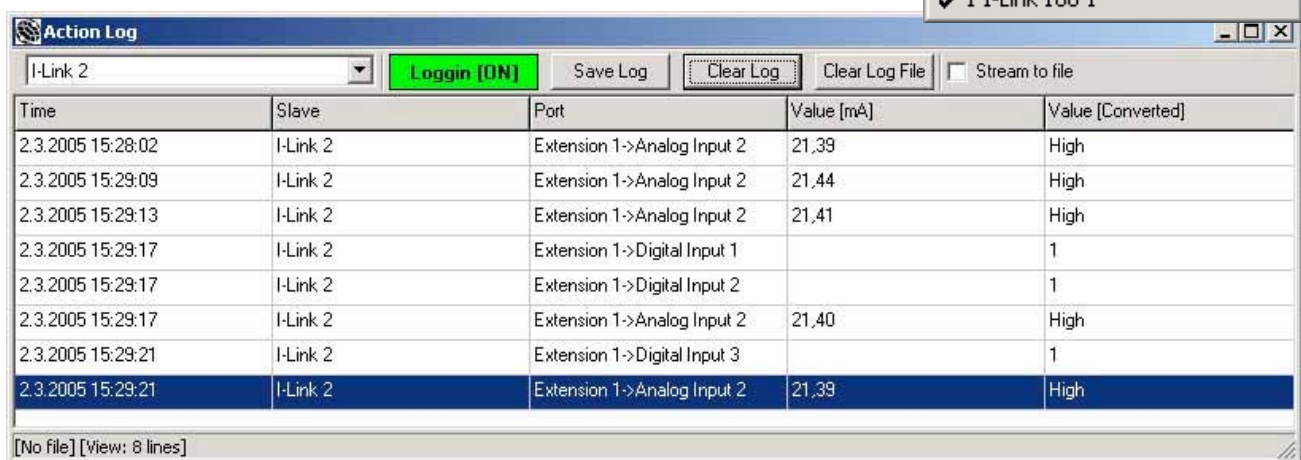 1 I-Link 100 1
Action Log
I-Link 2 Loggin [ON] Save Log Clear Log Clear Log File Stream to file
Time Slave Port Value [mA] Value [Converted]
2.3.2005 15:28:02 I-Link 2 Extension 1->Analog Input 2 21,39 High
2.3.2005 15:29:09 I-Link 2 Extension 1->Analog Input 2 21,44 High
2.3.2005 15:29:13 I-Link 2 Extension 1->Analog Input 2 21,41 High
2.3.2005 15:29:17 I-Link 2 Extension 1->Digital Input 1 1
2.3.2005 15:29:17 I-Link 2 Extension 1->Digital Input 2 1
2.3.2005 15:29:17 I-Link 2 Extension 1->Analog Input 2 21,40 High
2.3.2005 15:29:21 I-Link 2 Extension 1->Digital Input 3 1
2.3.2005 15:29:21 I-Link 2 Extension 1->Analog Input 2 21,39 High
[No file] [View: 8 lines]